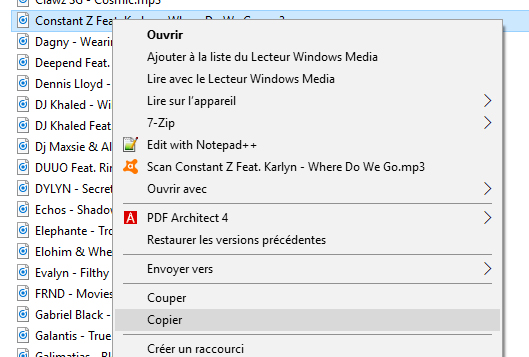 Clawz SG - Cosmic.mp3
Constant Z Feat. Karlyn - Where Do We Go.mp3
Dagny - Wearin
Deepend Feat.
Dennis Lloyd -
DJ Khaled - Wi
DJ Khaled Feat
Dj Maxsie & Al
DUUO Feat. Rin
DYLYN - Secret
Echos - Shadow
Elephante - Tro
Elohim & Whe
Evalyn - Filthy
FRND - Movies
Gabriel Black -
Galantis - True
Galimatias - Bl
Ouvrir
Ajouter à la liste du Lecteur Windows Media
Lire avec le Lecteur Windows Media
Lire sur l'appareil
7-Zip
Edit with Notepad++
Scan Constant Z Feat. Karlyn - Where Do We Go.mp3
Ouvrir avec
PDF Architect 4
Restaurer les versions précédentes
Envoyer vers
Couper
Copier
Créer un raccourci